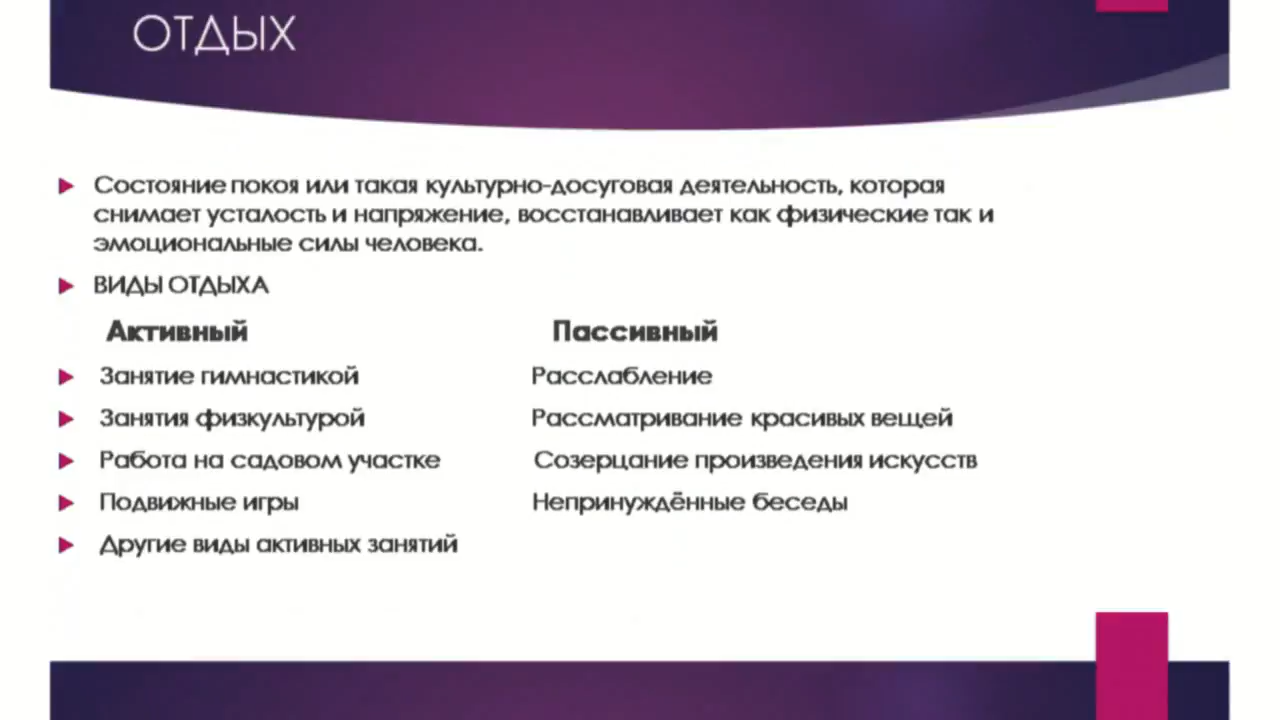 ОТДЫХ
Состояние покоя или такая культурно-досуговая деятельность, которая
снимает усталость и напряжение, восстанавливает как физические так и
эмоциональные силы человека.
ВИДЫ ОТДЫХА
Активный Пассивный
Занятие гимнастикой Расслабление
Занятия физкультурой Рассматривание красивых вещей
Работа на садовом участке Созерцание произведения искусств
Подвижные игры Непринуждённые беседы
Другие виды активных занятий